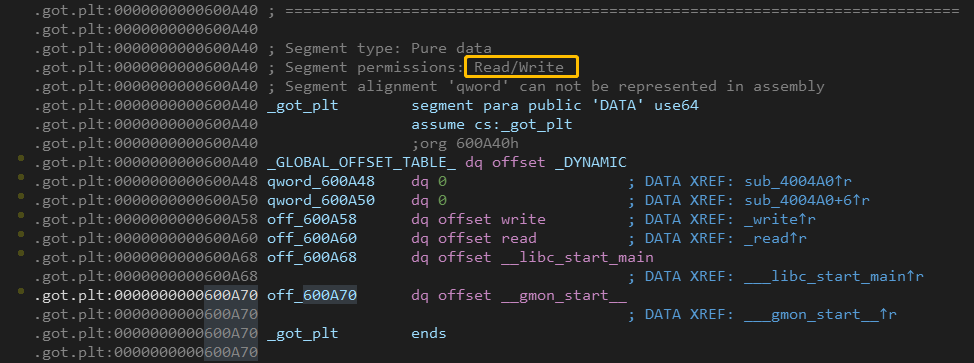 .got.plt:0000000000600A40 ; ===========================================================================
.got.plt:0000000000600A40
.got.plt:0000000000600A40 ; Segment type: Pure data
.got.plt:0000000000600A40 ; Segment permissions: Read/Write
.got.plt:0000000000600A40 ; Segment alignment 'qword' can not be represented in assembly
.got.plt:0000000000600A40 _got_plt segment para public 'DATA' use64
.got.plt:0000000000600A40 assume cs:_got_plt
.got.plt:0000000000600A40 ;org 600A40h
.got.plt:0000000000600A40 _GLOBAL_OFFSET_TABLE_ dq offset _DYNAMIC
.got.plt:0000000000600A48 qword_600A48 dq 0 ; DATA XREF: sub_4004A0↑r
.got.plt:0000000000600A50 qword_600A50 dq 0 ; DATA XREF: sub_4004A0+6↑r
.got.plt:0000000000600A58 off_600A58 dq offset write ; DATA XREF: _write↑r
.got.plt:0000000000600A60 off_600A60 dq offset read ; DATA XREF: _read↑r
.got.plt:0000000000600A68 off_600A68 dq offset __libc_start_main
.got.plt:0000000000600A68 ; DATA XREF: ___libc_start_main↑r
.got.plt:0000000000600A70 off_600A70 dq offset __gmon_start__
.got.plt:0000000000600A70 ; DATA XREF: ___gmon_start__↑r
.got.plt:0000000000600A70 _got_plt ends
.got.plt:0000000000600A70